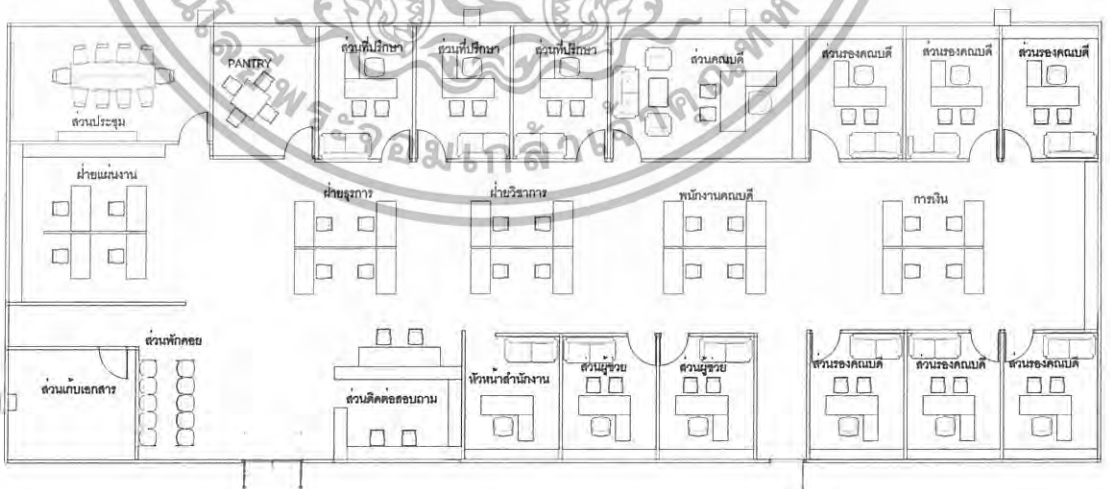 ส่วนประชุม
PANTRY
ส่วนที่ปรึกษา
ส่วนที่ปรึกษา
ส่วนที่ปรึกษา
ส่วนคณบดี
ส่วนรองคณบดี
ส่วนรองคณบดี
ส่วนรองคณบดี
ฝ่ายแผนงาน
ฝ่ายธุรการ
ฝ่ายวิชาการ
พนักงานคณบดี
การเงิน
ส่วนพักคอย
ส่วนเก็บเอกสาร
ส่วนติดต่อสอบถาม
หัวหน้าสำนักงาน
ส่วนผู้ช่วย
ส่วนผู้ช่วย
ส่วนรองคณบดี
ส่วนรองคณบดี
ส่วนรองคณบดี